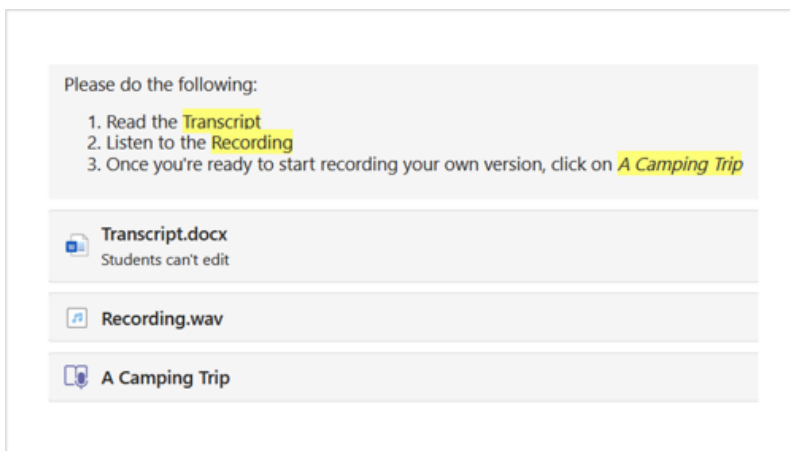 Please do the following:
1. Read the Transcript
2. Listen to the Recording
3. Once you're ready to start recording your own version, click on A Camping Trip
Transcript.docx
Students can't edit
Recording.wav
A Camping Trip